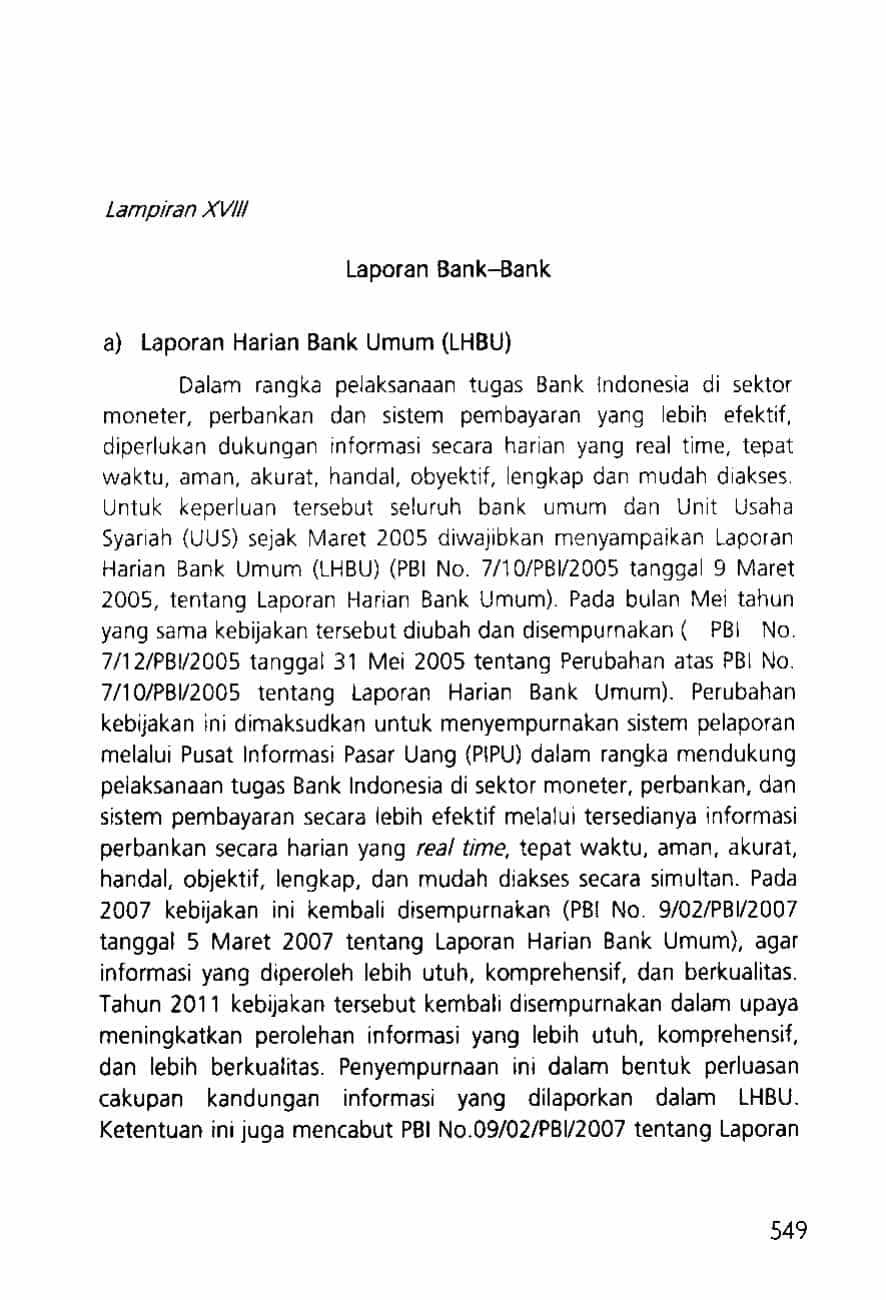 Lampiran XVIII
Laporan Bank–Bank
a) Laporan Harian Bank Umum (LHBU)
Dalam rangka pelaksanaan tugas Bank Indonesia di sektor
moneter, perbankan dan sistem pembayaran yang lebih efektif,
diperlukan dukungan informasi secara harian yang real time, tepat
waktu, aman, akurat, handal, obyektif, lengkap dan mudah diakses.
Untuk keperluan tersebut seluruh bank umum dan Unit Usaha
Syariah (UUS) sejak Maret 2005 diwajibkan menyampaikan Laporan
Harian Bank Umum (LHBU) (PBI No. 7/10/PBI/2005 tanggal 9 Maret
2005, tentang Laporan Harian Bank Umum). Pada bulan Mei tahun
yang sama kebijakan tersebut diubah dan disempurnakan ( PBI No.
7/12/PBI/2005 tanggal 31 Mei 2005 tentang Perubahan atas PBI No.
7/10/PBI/2005 tentang Laporan Harian Bank Umum). Perubahan
kebijakan ini dimaksudkan untuk menyempurnakan sistem pelaporan
melalui Pusat Informasi Pasar Uang (PIPU) dalam rangka mendukung
pelaksanaan tugas Bank Indonesia di sektor moneter, perbankan, dan
sistem pembayaran secara lebih efektif melalui tersedianya informasi
perbankan secara harian yang real time, tepat waktu, aman, akurat,
handal, objektif, lengkap, dan mudah diakses secara simultan. Pada
2007 kebijakan ini kembali disempurnakan (PBI No. 9/02/PBI/2007
tanggal 5 Maret 2007 tentang Laporan Harian Bank Umum), agar
informasi yang diperoleh lebih utuh, komprehensif, dan berkualitas.
Tahun 2011 kebijakan tersebut kembali disempurnakan dalam upaya
meningkatkan perolehan informasi yang lebih utuh, komprehensif,
dan lebih berkualitas. Penyempurnaan ini dalam bentuk perluasan
cakupan kandungan informasi yang dilaporkan dalam LHBU.
Ketentuan ini juga mencabut PBI No.09/02/PBI/2007 tentang Laporan
549